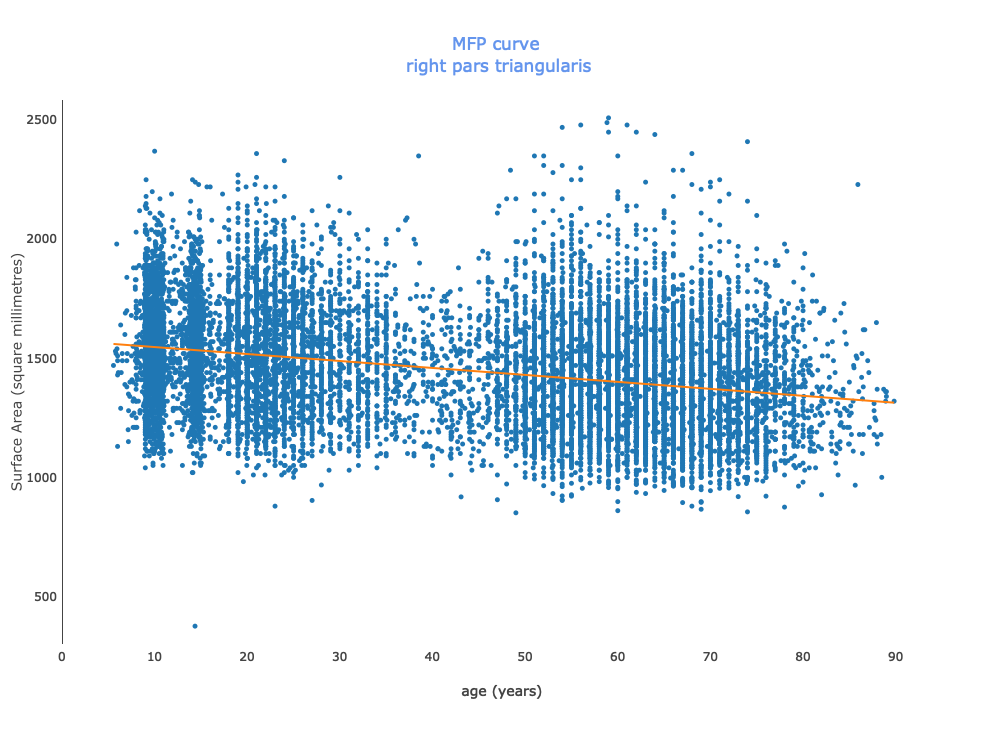 MFP curve
right pars triangularis
Surface Area (square millimetres)
2500
2000
1500
1000
500
0 10 20 30 40 50 60 70 80 90
age (years)